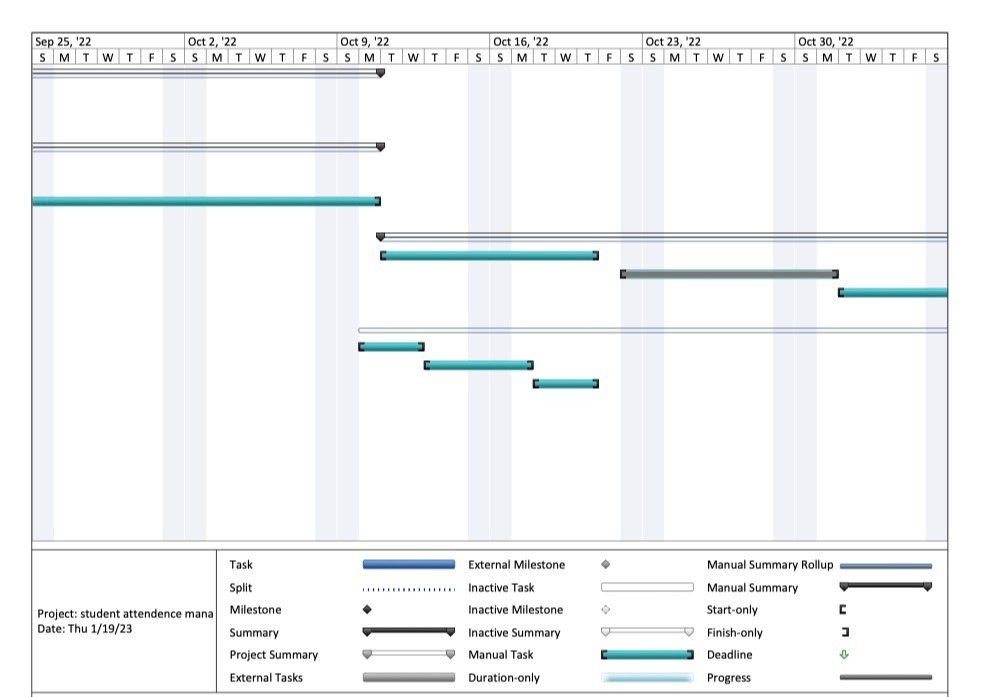 Sep 25, '22 Oct 2, '22 Oct 9, '22 Oct 16, '22 Oct 23, '22 Oct 30, '22
S M T W T F S S M T W T F S S M T W T F S S M T W T F S S M T W T F S S M T W T F S
Task External Milestone Manual Summary Rollup
Split Inactive Task Manual Summary
Project: student attendence mana Milestone Inactive Milestone Start-only
Date: Thu 1/19/23 Summary Inactive Summary Finish-only
Project Summary Manual Task Deadline
External Tasks Duration-only Progress